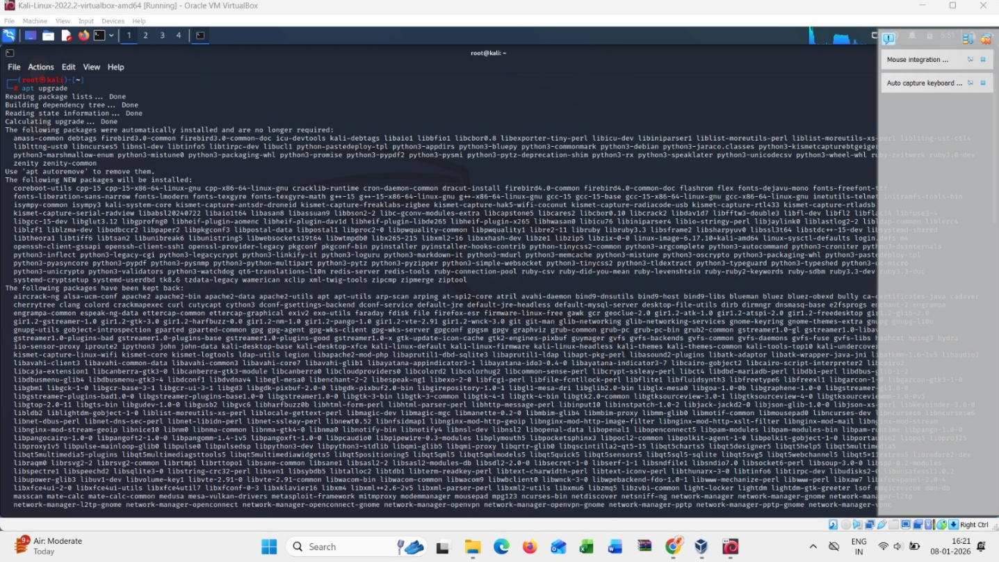 Kali-Linux-2022.2-virtualbox-amd64 [Running] - Oracle VM VirtualBox
File Machine View Input Devices Help
1 2 3 4
5:51
root@kali: ~
Mouse integration ...
Auto capture keyboard ...
File Actions Edit View Help
(root㉿kali)-[~]
# apt upgrade
Reading package lists... Done
Building dependency tree... Done
Reading state information... Done
Calculating upgrade... Done
The following packages were automatically installed and are no longer required:
amass-common debtags firebird3.0-common firebird3.0-common-doc icu-devtools kali-debtags libaio1 libbfio1 libcbor0.8 libexporter-tiny-perl libicu-dev libiniparser1 liblist-moreutils-perl liblist-moreutils-xs-perl liblttng-ust-ctl4
liblttng-ust0 libncurses5 libnsl-dev libtinfo5 libtirpc-dev libucl1 python-pastedeploy-tpl python3-appdirs python3-bluepy python3-commonmark python3-debian python3-jaraco.classes python3-kismetcapturebtgeiger
python3-marshmallow-enum python3-mistune0 python3-packaging-whl python3-promise python3-pypdf2 python3-pysmi python3-pytz-deprecation-shim python3-rx python3-speaklater python3-unicodecsv python3-wheel-whl ruby-zeitwerk ruby3.0-dev
zenity zenity-common
Use 'apt autoremove' to remove them.
The following NEW packages will be installed:
coreboot-utils cpp-15 cpp-15-x86-64-linux-gnu cpp-x86-64-linux-gnu cracklib-runtime cron-daemon-common dracut-install firebird4.0-common firebird4.0-common-doc flashrom flex fonts-dejavu-mono fonts-freefont-ttf
fonts-liberation-sans-narrow fonts-lmodern fonts-texgyre fonts-texgyre-math g++-15 g++-15-x86-64-linux-gnu g++-x86-64-linux-gnu gcc-15 gcc-15-base gcc-15-x86-64-linux-gnu gcc-x86-64-linux-gnu inetutils-telnet initramfs-tools-bin
isympy-common isympy3 kali-system-core kismet-capture-antsdr-droneid kismet-capture-freaklabs-zigbee kismet-capture-hak5-wifi-coconut kismet-capture-radiacode-usb kismet-capture-rtl433 kismet-capture-rtladsb
kismet-capture-serial-radview libabsl20240722 libaio1t64 libasan8 libassuan9 libbson2-2 libc-gconv-modules-extra libcapstone5 libcares2 libcbor0.10 libcrack2 libdav1d7 libfftw3-double3 libfl-dev libfl2 libflac14 libfuse3-4
libgcc-15-dev libglut3.12 libgprofng0 libheif-plugin-aomenc libheif-plugin-dav1d libheif-plugin-libde265 libheif-plugin-x265 libhwasan0 libicu76 libiniparser4 libio-stringy-perl libjaylink0 liblastlog2-2 libldap-common liblerc4
liblzf1 liblzma-dev libodbccr2 libpaper2 libpkgconf3 libpostal-data libpostal1 libproc2-0 libpwquality-common libpwquality1 libre2-11 libruby libruby3.3 libsframe2 libsharpyuv0 libssl3t64 libstdc++-15-dev libsystemd-shared
libtheora1 libtiff6 libtsan2 libunibreak6 libunistring5 libwebsockets19t64 libwtmpdb0 libx265-215 libxml2-16 libxxhash-dev libze1 libzip5 libzix-0-0 linux-image-6.17.10+kali-amd64 linux-sysctl-defaults login.defs m4
openssh-client-gssapi openssh-client-ssh1 openssl-provider-legacy pkgconf pkgconf-bin pyinstaller pyinstaller-hooks-contrib python-tinycss2-common python3-argcomplete python3-autocommand python3-croniter python3-dsinternals
python3-inflect python3-legacy-cgi python3-legacycrypt python3-linkify-it python3-loguru python3-markdown-it python3-mdurl python3-memcache python3-mistune python3-oscrypto python3-packaging-whl python3-pastedeploy-tpl
python3-pyasyncore python3-pypdf python3-pysnmp python3-python-multipart python3-pytz python3-pyzipper python3-simple-websocket python3-tinycss2 python3-tldextract python3-typeguard python3-typeshed python3-uc-micro
python3-unicrypto python3-validators python3-watchdog qt6-translations-l10n redis-server redis-tools ruby-connection-pool ruby-csv ruby-did-you-mean ruby-levenshtein ruby-ruby2-keywords ruby-sdbm ruby3.3-dev ruby3.3-doc
systemd-cryptsetup systemd-userdbd tk8.6 tzdata-legacy wamerican xclip xml-twig-tools zipcmp zipmerge ziptool
The following packages have been kept back:
aircrack-ng alsa-ucm-conf apache2 apache2-bin apache2-data apache2-utils apt apt-utils arp-scan arping at-spi2-core atril avahi-daemon bind9-dnsutils bind9-host bind9-libs blueman bluez bluez-obexd bully ca-certificates-java cadaver
cherrytree clang colord crackmapexec curl cutycapt cython3 dconf-gsettings-backend dconf-service default-jre default-jre-headless default-mysql-server desktop-file-utils dirb dirmngr dnsmasq-base e2fsprogs enchant-2 engrampa
engrampa-common espeak-ng-data ettercap-common ettercap-graphical exiv2 exo-utils faraday fdisk file firefox-esr firmware-linux-free gawk gcr geoclue-2.0 gir1.2-atk-1.0 gir1.2-atspi-2.0 gir1.2-freedesktop
gir1.2-gstreamer-1.0 gir1.2-gtk-3.0 gir1.2-harfbuzz-0.0 gir1.2-nm-1.0 gir1.2-pango-1.0 gir1.2-vte-2.91 gir1.2-wnck-3.0 git git-man glib-networking glib-networking-services gnome-keyring gnome-themes-extra gnupg gnupg-l10n
gnupg-utils gobject-introspection gparted gparted-common gpg gpg-agent gpg-wks-client gpg-wks-server gpgconf gpgsm gpgv graphviz grub-common grub-pc grub-pc-bin grub2-common gstreamer1.0-gl
gstreamer1.0-plugins-bad gstreamer1.0-plugins-base gstreamer1.0-plugins-good gstreamer1.0-x gtk-update-icon-cache gtk2-engines-pixbuf guymager gvfs gvfs-backends gvfs-common gvfs-daemons gvfs-fuse gvfs-libs hashcat hping3 hydra
iio-sensor-proxy iproute2 ipython3 john john-data kali-desktop-base kali-desktop-xfce kali-linux-default kali-linux-firmware kali-linux-headless kali-themes kali-themes-common kali-tools-top10 kali-undercover
kismet-capture-linux-wifi kismet-core kismet-logtools ldap-utils legion libapache2-mod-php libaprutil1-dbd-sqlite3 libaprutil1-ldap libapt-pkg-perl libasound2-plugins libatk-adaptor libatk-wrapper-java-jni libatkmm-1.6-1v5 libaudio2
libavahi-client3 libavahi-common-data libavahi-common3 libavahi-core7 libavahi-glib1 libayatana-appindicator3-1 libayatana-ido3-0.4-0 libayatana-indicator3-7 libcairo-gobject2 libcairo-script-interpreter2 libcairo2
libcaja-extension1 libcanberra-gtk3-0 libcanberra-gtk3-module libcanberra0 libcloudproviders0 libcolord2 libcolorhug2 libcommon-sense-perl libcrypt-ssleay-perl libct4 libdbd-mariadb-perl libdbi-perl libdbus-glib-1-2
libdbusmenu-glib4 libdbusmenu-gtk3-4 libdconf1 libdvdnav4 libegl-mesa0 libenchant-2-2 libespeak-ng1 libexo-2-0 libfcgi-perl libfile-fcntllock-perl libflite1 libfluidsynth3 libfreetype6 libfreexl1 libgarcon-1-0 libgarcon-gtk3-1-0
libgbm1 libgck-1-0 libgcr-base-3-1 libgcr-ui-3-1 libgd3 libgdk-pixbuf-2.0-0 libgdk-pixbuf2.0-bin libgirepository-1.0-1 libgl1-mesa-dri libglib2.0-bin libglx-mesa0 libgnome-bluetooth13
libgstreamer-plugins-bad1.0-0 libgstreamer-plugins-base1.0-0 libgstreamer1.0-0 libgtk-3-bin libgtk-3-common libgtk-4-1 libgtk-4-bin libgtk2.0-common libgtksourceview-3.0-1 libgtksourceview-4-0
libgtop-2.0-11 libgts-bin libgudev-1.0-0 libgusb2 libgvc6 libharfbuzz0b libhtml-form-perl libhtml-parser-perl libhttp-message-perl libinput10 libinstpatch-1.0-2 libjack-jackd2-0 libjson-glib-1.0-0 libjson-xs-perl libkeybinder-3.0-0
libldb2 liblightdm-gobject-1-0 liblist-moreutils-xs-perl liblocale-gettext-perl libmagic-dev libmagic-mgc libmanette-0.2-0 libmbim-glib4 libmbim-proxy libmm-glib0 libmotif-common libmousepad0 libncurses-dev libncurses6 libncursesw6
libnet-dbus-perl libnet-dns-sec-perl libnet-libidn-perl libnet-ssleay-perl libnewt0.52 libnfsidmap1 libnginx-mod-http-geoip libnginx-mod-http-image-filter libnginx-mod-http-xslt-filter libnginx-mod-mail libnginx-mod-stream
libnginx-mod-stream-geoip libnice10 libnm0 libnma-common libnma-gtk4-0 libnma0 libnotify-bin libnotify4 libnsl-dev libnsl2 libopenal-data libopenal1 libopenconnect5 libpam-modules libpam-modules-bin libpam-runtime libpango-1.0-0
libpangocairo-1.0-0 libpangoft2-1.0-0 libpangomm-1.4-1v5 libpangoxft-1.0-0 libpcaudio0 libpipewire-0.3-modules libplymouth5 libpocketsphinx3 libpocl2-common libpolkit-agent-1-0 libpolkit-gobject-1-0 libportaudio2 libpq5 libproj25
libproxy1v5 libpulse-mainloop-glib0 libpulse0 libpulsedsp libpython3-dev libpython3-stdlib libqmi-glib5 libqmi-proxy libqrtr-glib0 libqscintilla2-qt5-15 libqt5charts5 libqt5designer5 libqt5help5 libqt5multimedia5
libqt5multimedia5-plugins libqt5multimediagsttools5 libqt5multimediawidgets5 libqt5positioning5 libqt5qml5 libqt5qmlmodels5 libqt5quick5 libqt5sensors5 libqt5sql5-sqlite libqt5svg5 libqt5webchannel5 libqt5x11extras5 libradare2-dev
libraqm0 librsvg2-2 librsvg2-common librtmp1 librttopo1 libsane-common libsane1 libsasl2-2 libsasl2-modules-db libsdl2-2.0-0 libsecret-1-0 libserf-1-1 libsndfile1 libsndio7.0 libsocket6-perl libsoup-3.0-0 libspa-0.2-modules
libspectre1 libspeechd2 libsqlite3-0 libstring-crc32-perl libsvn1 libsybdb5 libtalloc2 libtdb1 libterm-readkey-perl libtext-charwidth-perl libtext-iconv-perl libthunarx-3-0 libtinfo6 libtirpc-dev libudisks2-0 libunsafessl1.0.2
libupower-glib3 libuv1-dev libvolume-key1 libvte-2.91-0 libvte-2.91-common libwacom-bin libwacom-common libwacom9 libwbclient0 libwnck-3-0 libwpebackend-fdo-1.0-1 libwww-mechanize-perl libwww-perl libxaw7 libxfce4panel-2.0-4
libxfce4ui-2-0 libxfce4ui-utils libxfce4util7 libxfconf-0-3 libxklavier16 libxm4 libxml++2.6-2v5 libxml-parser-perl libxml2-utils libxmu6 libzmq5 libzvbi-common light-locker lightdm lightdm-gtk-greeter lsof magicrescue man-db
masscan mate-calc mate-calc-common medusa mesa-vulkan-drivers metasploit-framework mitmproxy modemmanager mousepad mpg123 ncurses-bin netdiscover netsniff-ng network-manager network-manager-gnome network-manager-l2tp
network-manager-l2tp-gnome network-manager-openconnect network-manager-openconnect-gnome network-manager-openvpn network-manager-openvpn-gnome network-manager-pptp network-manager-pptp-gnome network-manager-vpnc
Right Ctrl
9+
Air: Moderate
Today
Search
ENG
IN
16:21
08-01-2026